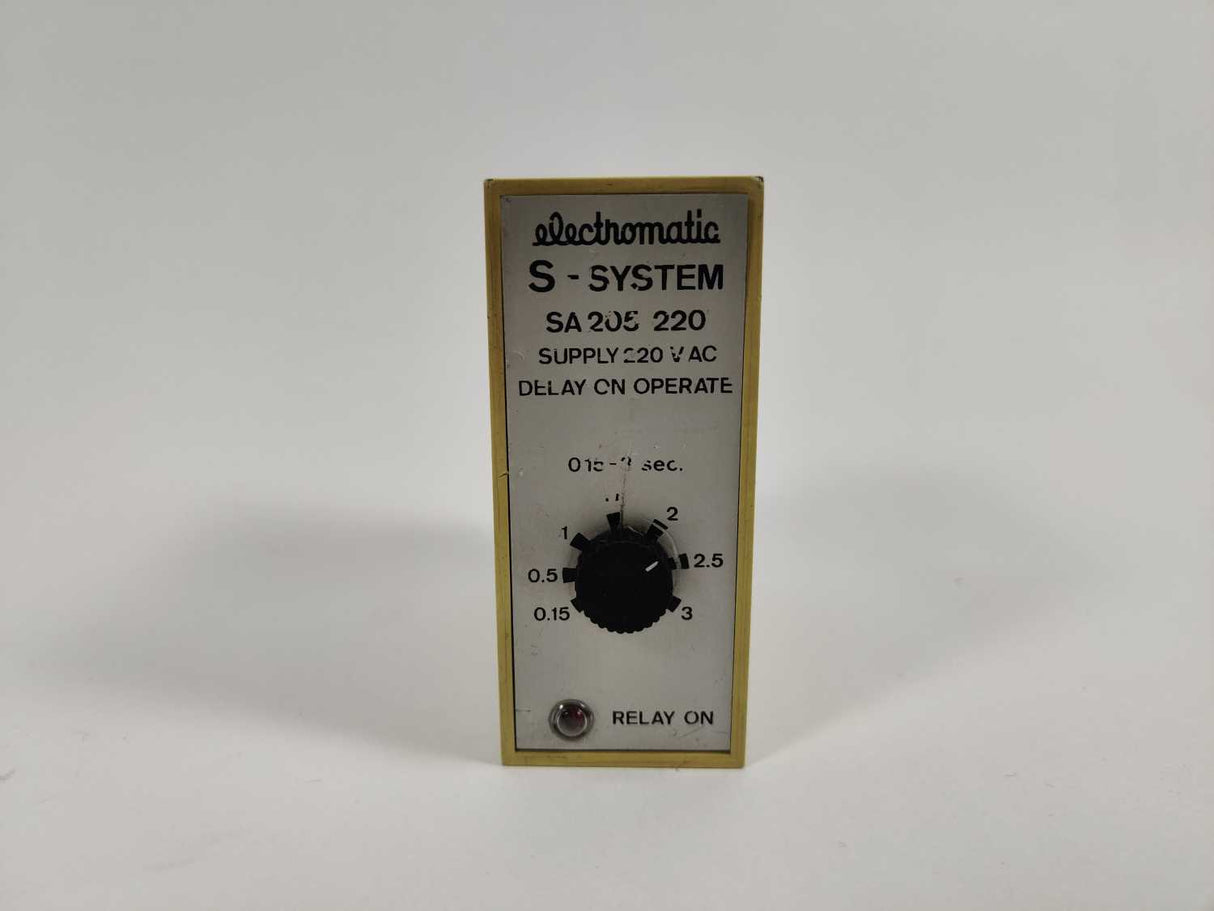 electromatic
S - SYSTEM
SA 205 220
SUPPLY 220 V AC
DELAY ON OPERATE
sec.
2
1
2.5
0.5
0.15
3
RELAY ON